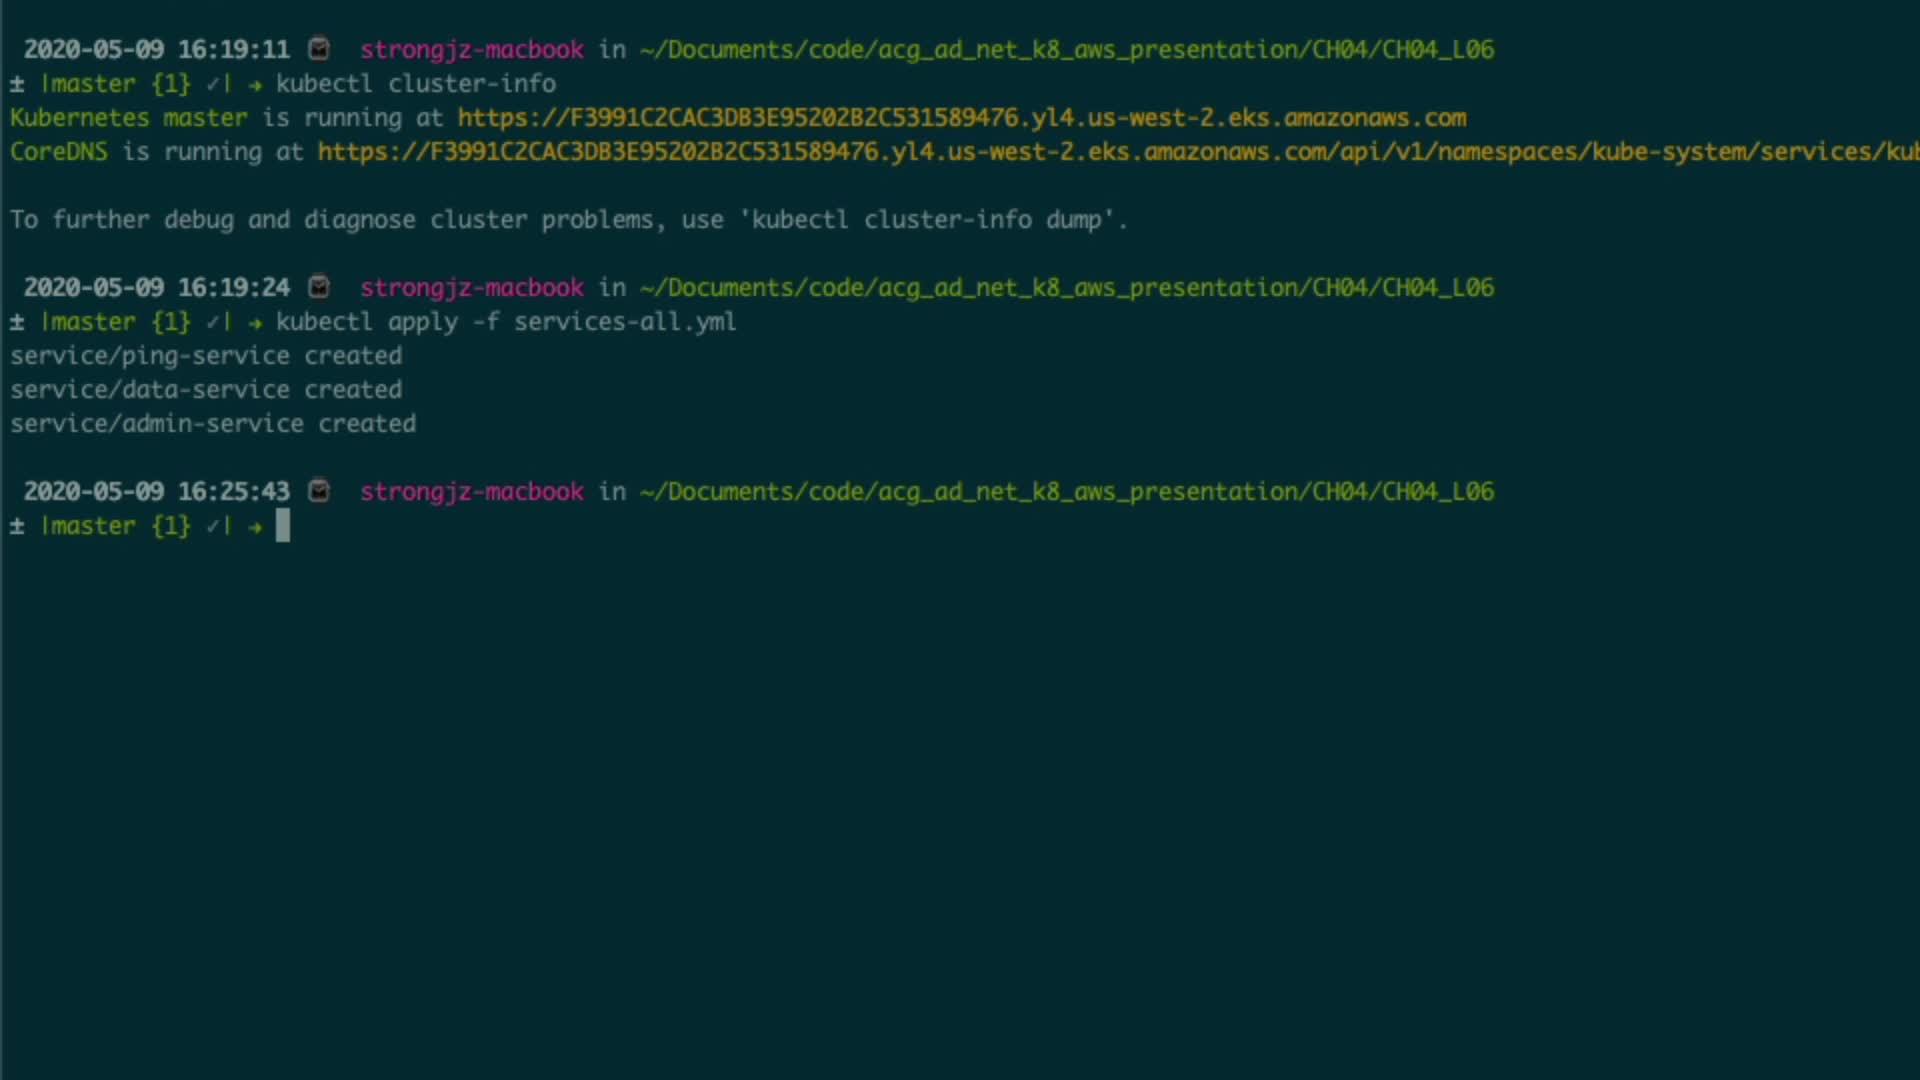 2020-05-09 16:19:11 strongjz-macbook in ~/Documents/code/acg_ad_net_k8_aws_presentation/CH04/CH04_L06
± |master {1} ✓| → kubectl cluster-info
Kubernetes master is running at https://F3991C2CAC3DB3E95202B2C531589476.yl4.us-west-2.eks.amazonaws.com
CoreDNS is running at https://F3991C2CAC3DB3E95202B2C531589476.yl4.us-west-2.eks.amazonaws.com/api/v1/namespaces/kube-system/services/kub
To further debug and diagnose cluster problems, use 'kubectl cluster-info dump'.
2020-05-09 16:19:24 strongjz-macbook in ~/Documents/code/acg_ad_net_k8_aws_presentation/CH04/CH04_L06
± |master {1} ✓| → kubectl apply -f services-all.yml
service/ping-service created
service/data-service created
service/admin-service created
2020-05-09 16:25:43 strongjz-macbook in ~/Documents/code/acg_ad_net_k8_aws_presentation/CH04/CH04_L06
± |master {1} ✓| →